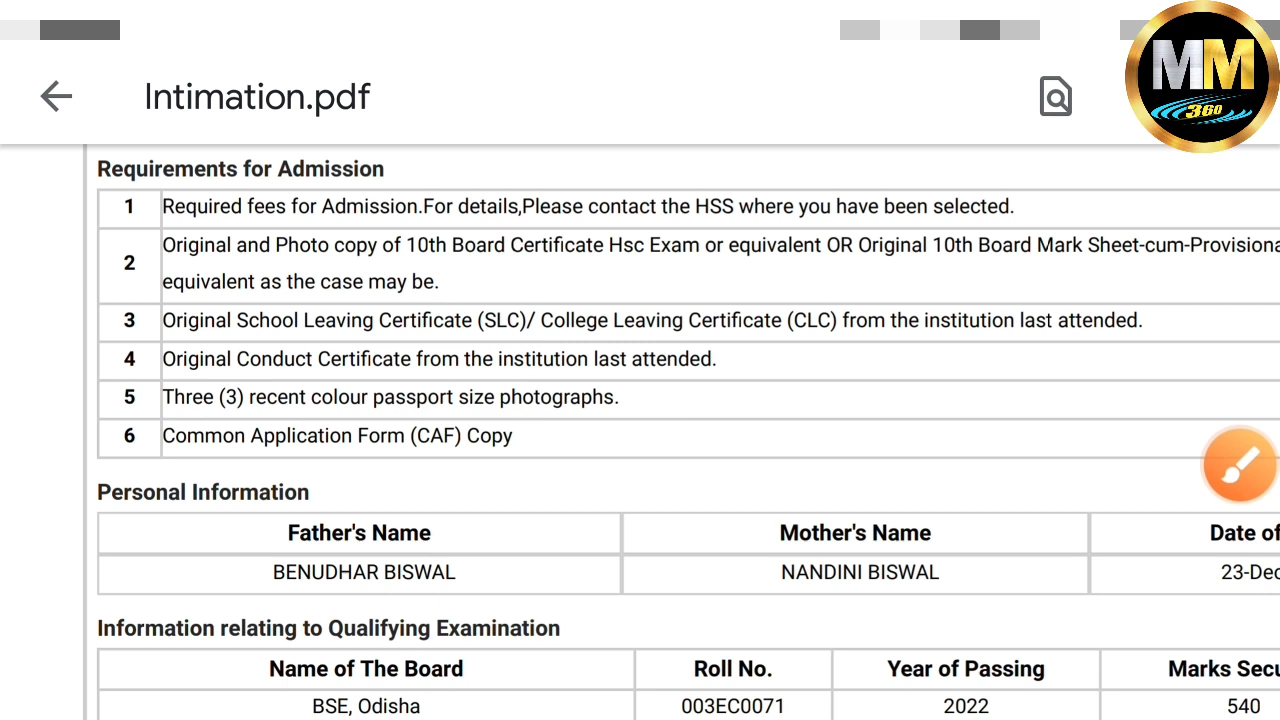 Intimation.pdf
MM
360
Requirements for Admission
1 Required fees for Admission.For details,Please contact the HSS where you have been selected.
2 Original and Photo copy of 10th Board Certificate Hsc Exam or equivalent OR Original 10th Board Mark Sheet-cum-Provisiona
equivalent as the case may be.
3 Original School Leaving Certificate (SLC)/ College Leaving Certificate (CLC) from the institution last attended.
4 Original Conduct Certificate from the institution last attended.
5 Three (3) recent colour passport size photographs.
6 Common Application Form (CAF) Copy
Personal Information
Father's Name Mother's Name Date of
BENUDHAR BISWAL NANDINI BISWAL 23-Dec
Information relating to Qualifying Examination
Name of The Board Roll No. Year of Passing Marks Secu
BSE, Odisha 003EC0071 2022 540